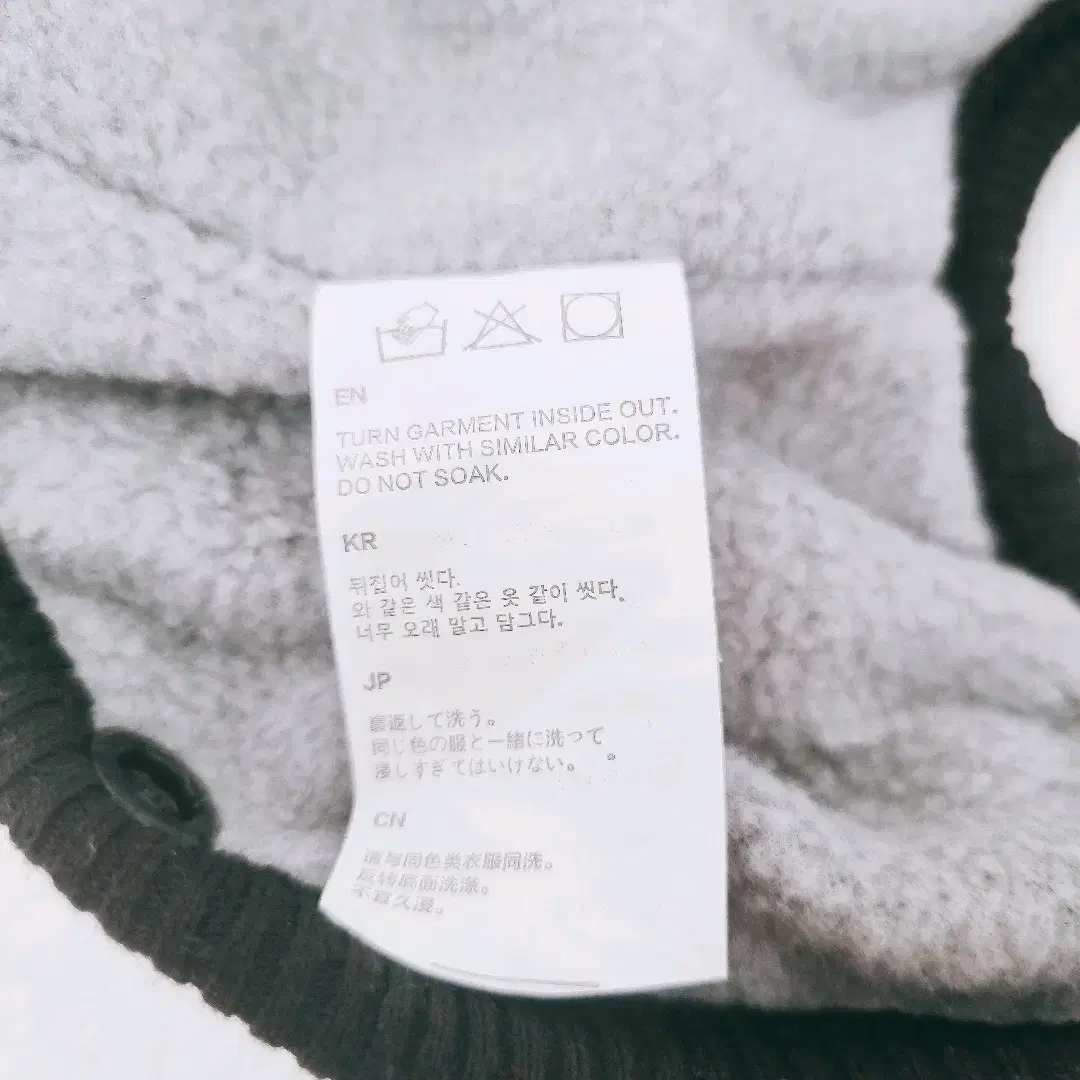 EN
TURN GARMENT INSIDE OUT.
WASH WITH SIMILAR COLOR.
DO NOT SOAK.
KR
뒤집어 씻다.
와 같은 색 같은 옷 같이 씻다.
너무 오래 말고 담그다.
JP
裏返して洗う。
同じ色の服と一緒に洗って 。
浸しすぎてはいけない。
CN
请与同色类衣服同洗。
反转底面洗涤。
不宜久浸。